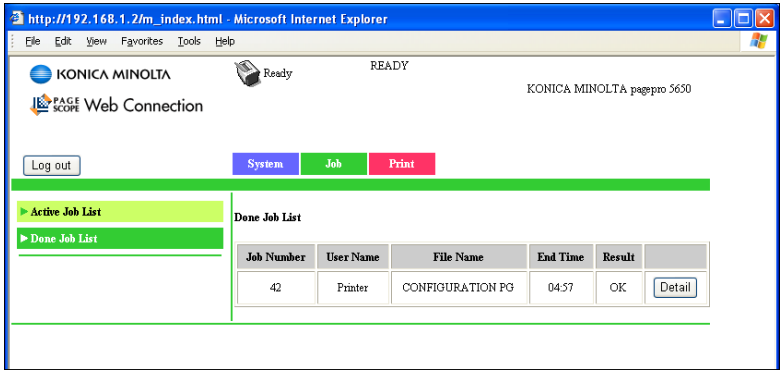 http://192.168.1.2/m_index.html - Microsoft Internet Explorer
File Edit View Favorites Tools Help
KONICA MINOLTA
Ready
READY
KONICA MINOLTA pagepro 5650
PAGE SCOPE Web Connection
Log out
System Job Print
Active Job List
Done Job List
Done Job List
Job Number User Name File Name End Time Result
42 Printer CONFIGURATION PG 04:57 OK Detail